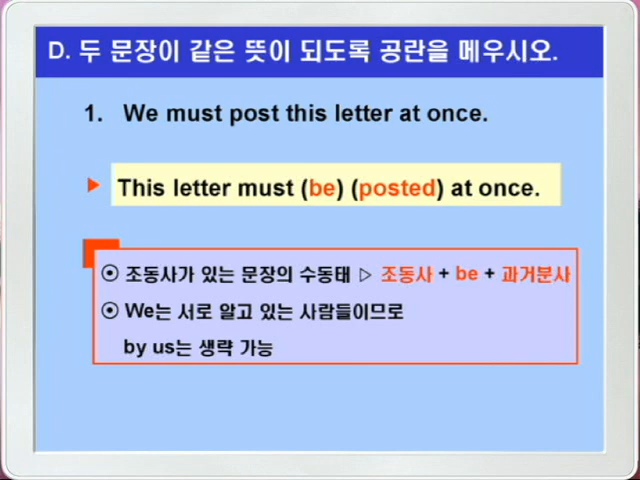 D. 두 문장이 같은 뜻이 되도록 공란을 메우시오.
1. We must post this letter at once.
▶ This letter must (be) (posted) at once.
⊙ 조동사가 있는 문장의 수동태 ▷ 조동사 + be + 과거분사
⊙ We는 서로 알고 있는 사람들이므로
by us는 생략 가능